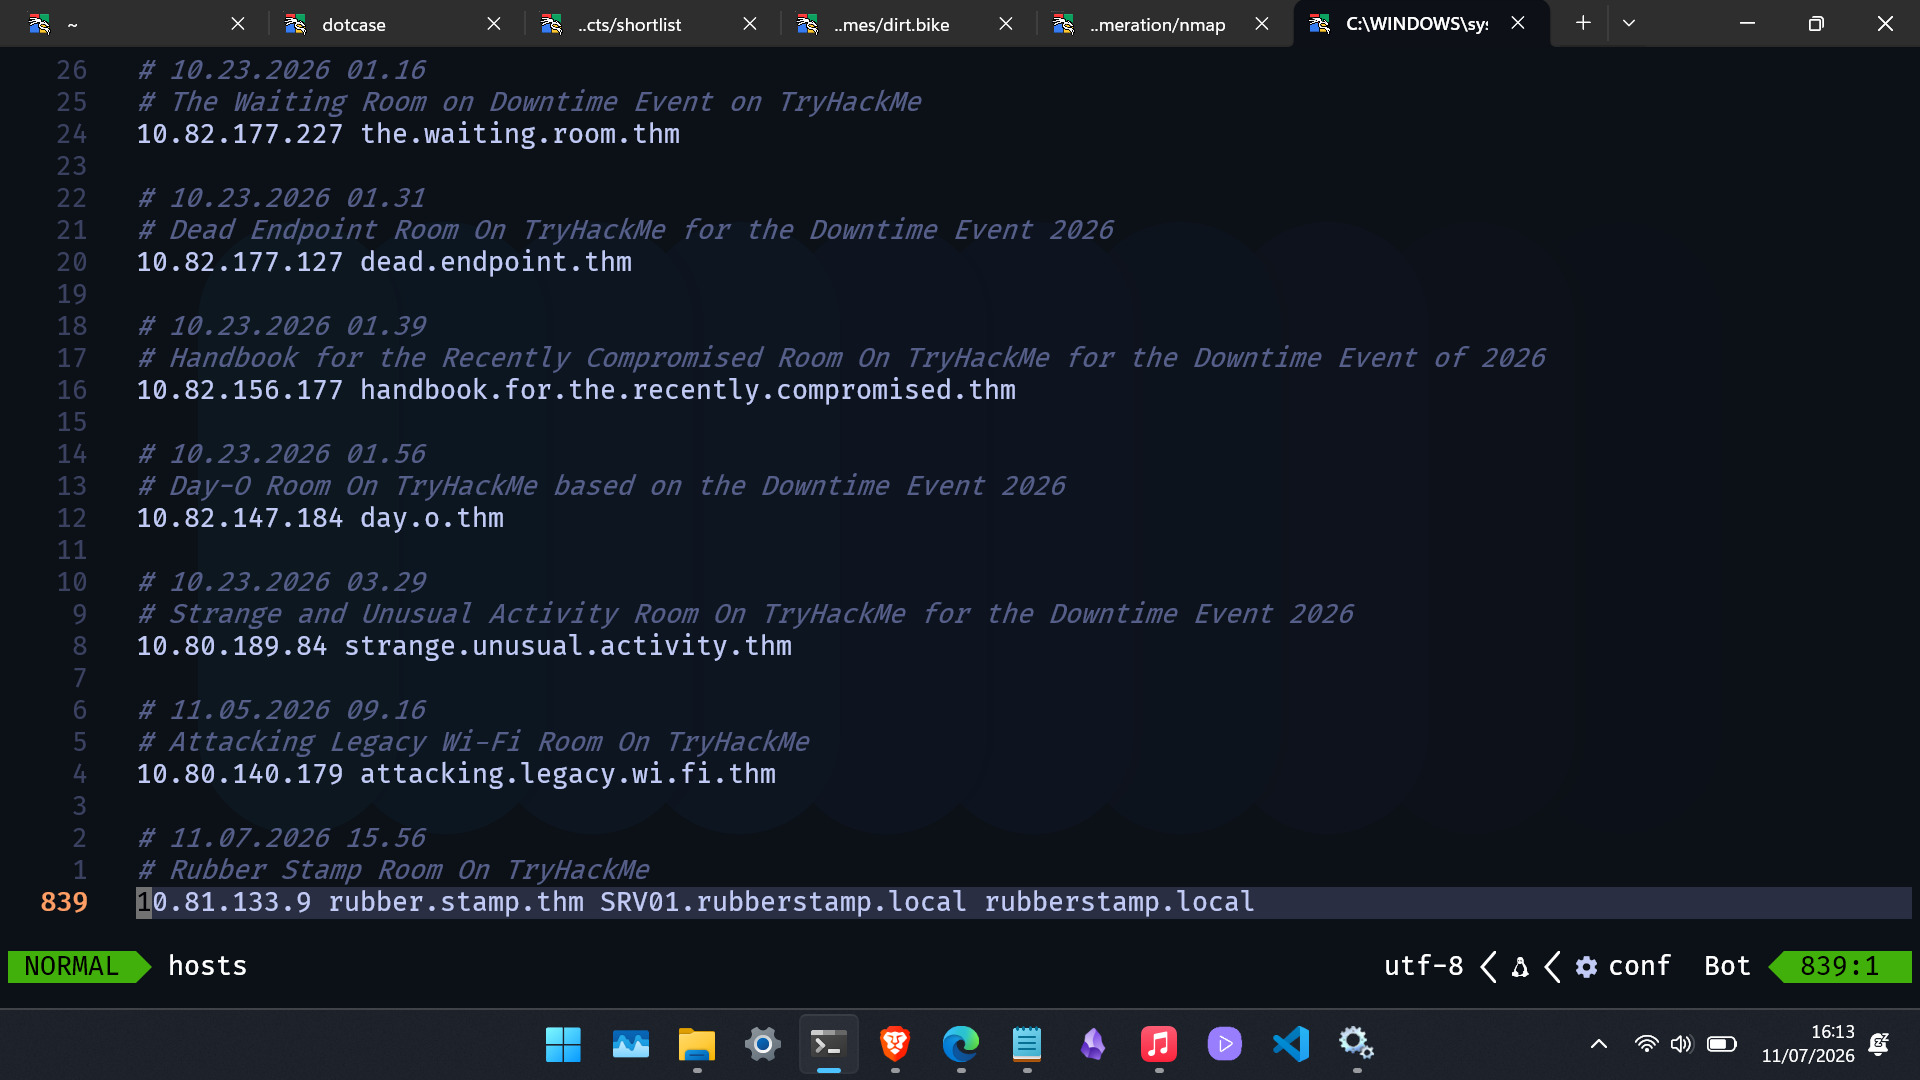 ~
dotcase
..cts/shortlist
..mes/dirt.bike
..meration/nmap
C:\WINDOWS\sys
26 # 10.23.2026 01.16
25 # The Waiting Room on Downtime Event on TryHackMe
24 10.82.177.227 the.waiting.room.thm
23
22 # 10.23.2026 01.31
21 # Dead Endpoint Room On TryHackMe for the Downtime Event 2026
20 10.82.177.127 dead.endpoint.thm
19
18 # 10.23.2026 01.39
17 # Handbook for the Recently Compromised Room On TryHackMe for the Downtime Event of 2026
16 10.82.156.177 handbook.for.the.recently.compromised.thm
15
14 # 10.23.2026 01.56
13 # Day-O Room On TryHackMe based on the Downtime Event 2026
12 10.82.147.184 day.o.thm
11
10 # 10.23.2026 03.29
9 # Strange and Unusual Activity Room On TryHackMe for the Downtime Event 2026
8 10.80.189.84 strange.unusual.activity.thm
7
6 # 11.05.2026 09.16
5 # Attacking Legacy Wi-Fi Room On TryHackMe
4 10.80.140.179 attacking.legacy.wi.fi.thm
3
2 # 11.07.2026 15.56
1 # Rubber Stamp Room On TryHackMe
839 10.81.133.9 rubber.stamp.thm SRV01.rubberstamp.local rubberstamp.local
NORMAL hosts utf-8 conf Bot 839:1
16:13
11/07/2026